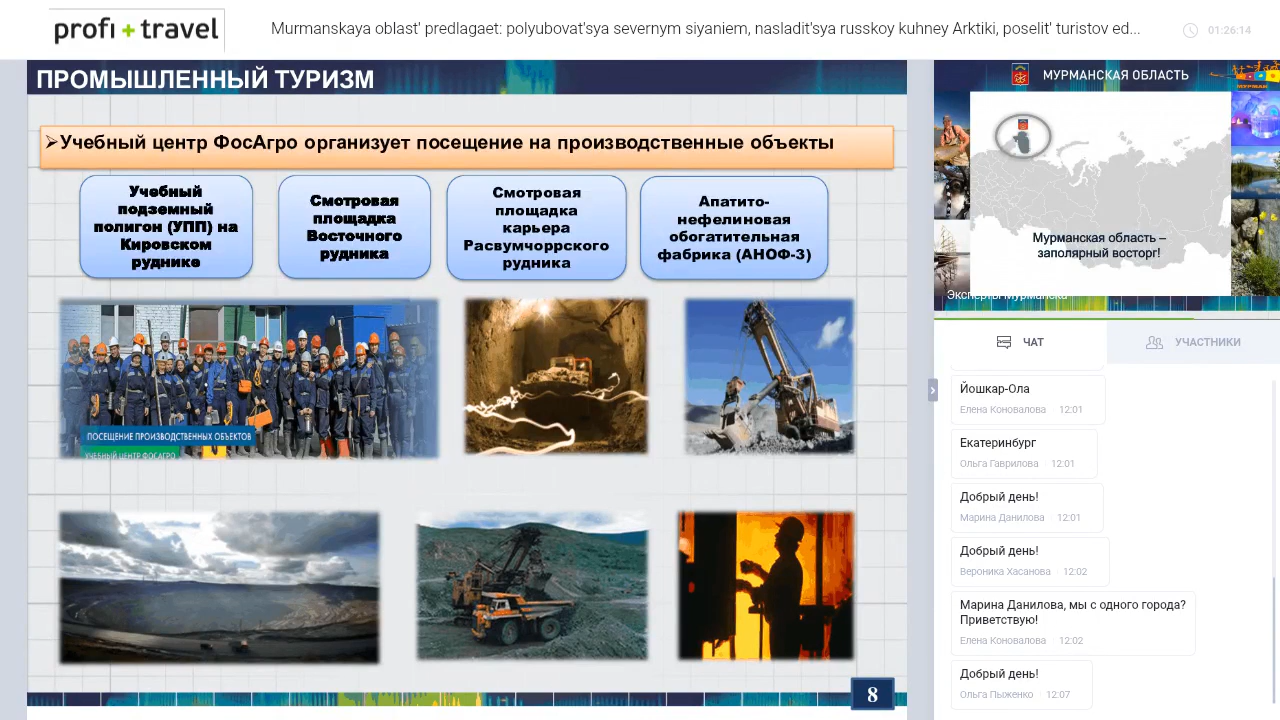 profi + travel
Murmanskaya oblast' predlagaet: polyubovat'sya severnym siyaniem, nasladit'sya russkoy kuhney Arktiki, poselit' turistov ed...
01:26:14
ПРОМЫШЛЕННЫЙ ТУРИЗМ
Учебный центр ФосАгро организует посещение на производственные объекты
Учебный
подземный
полигон (УПП) на
Кировском
руднике
Смотровая
площадка
Восточного
рудника
Смотровая
площадка
карьера
Расвумчоррского
рудника
Апатито-
нефелиновая
обогатительная
фабрика (АНОФ-3)
ПОСЕЩЕНИЕ ПРОИЗВОДСТВЕННЫХ ОБЪЕКТОВ
УЧЕБНЫЙ ЦЕНТР ФОСАГРО
8
МУРМАНСКАЯ ОБЛАСТЬ
Мурманская область –
заполярный восторг!
Эксперты Мурманска
ЧАТ
УЧАСТНИКИ
Йошкар-Ола
Елена Коновалова 12:01
Екатеринбург
Ольга Гаврилова 12:01
Добрый день!
Марина Данилова 12:01
Добрый день!
Вероника Хасанова 12:02
Марина Данилова, мы с одного города?
Приветствую!
Елена Коновалова 12:02
Добрый день!
Ольга Пыженко 12:07